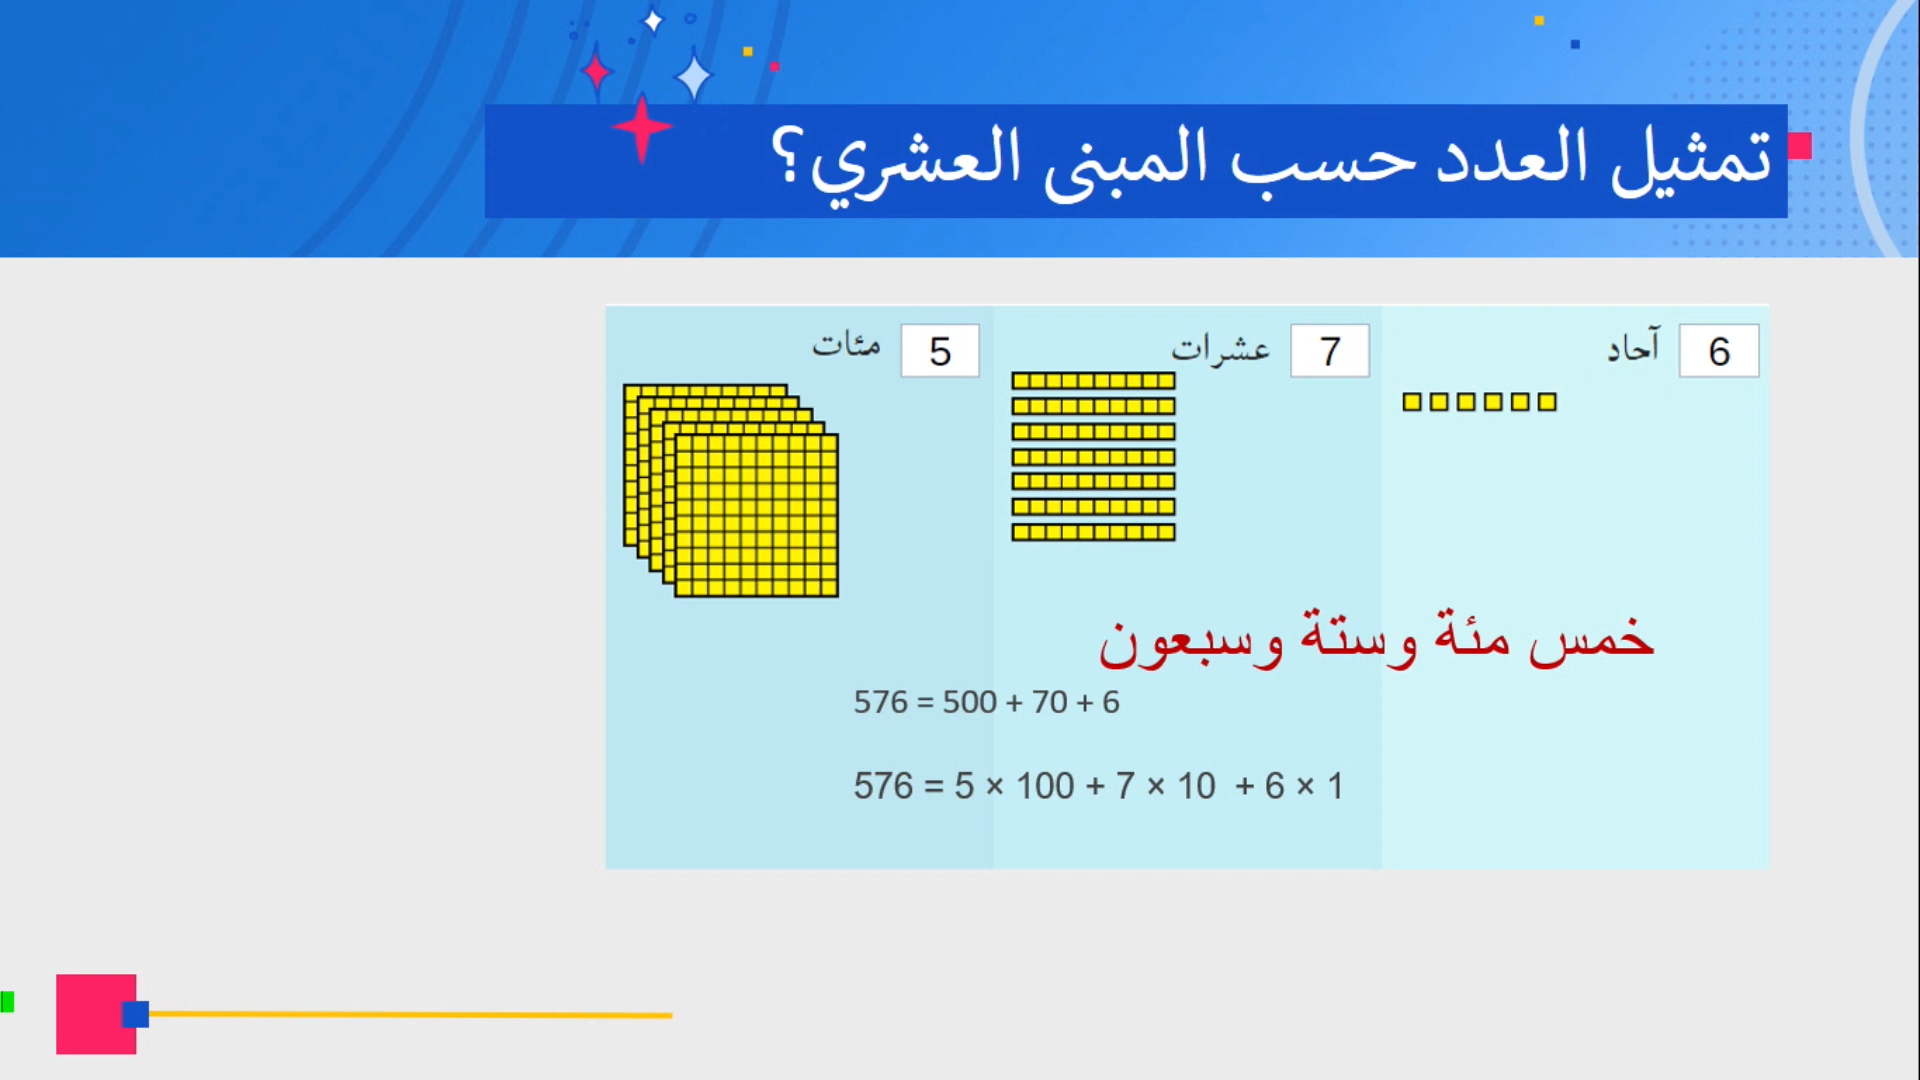 تمثيل العدد حسب المبنى العشري؟
6 آحاد 7 عشرات 5 مئات
خمس مئة وستة وسبعون
576 = 500 + 70 + 6
576 = 5 × 100 + 7 × 10 + 6 × 1